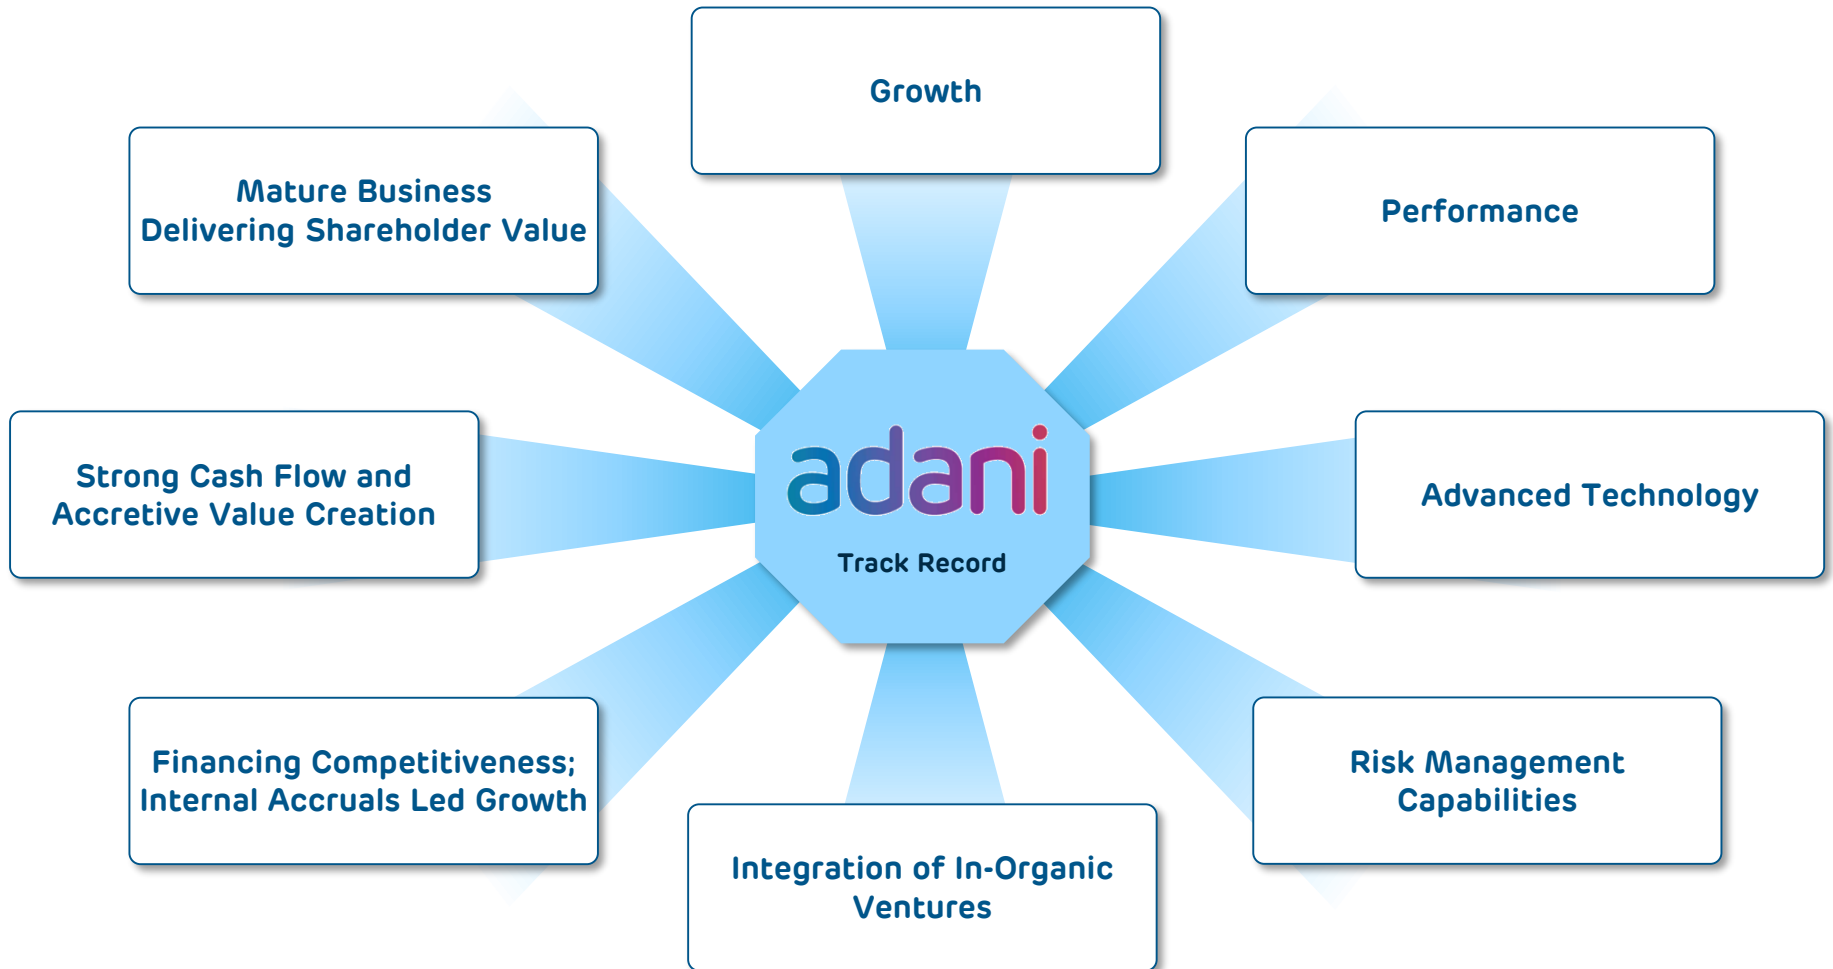 Growth
Mature Business
Delivering Shareholder Value
Performance
Strong Cash Flow and
Accretive Value Creation
adani
Track Record
Advanced Technology
Financing Competitiveness;
Internal Accruals Led Growth
Risk Management
Capabilities
Integration of In-Organic
Ventures